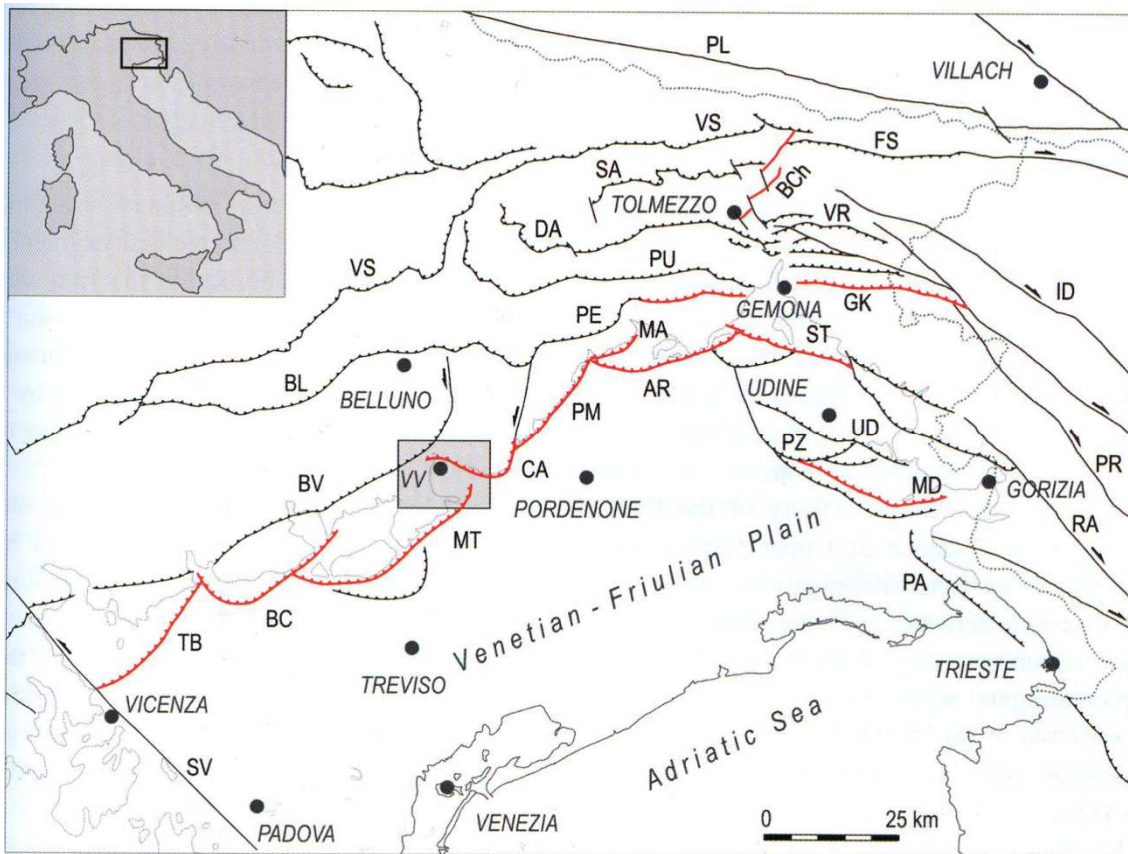 PL
VILLACH
VS
FS
SA
BCh
TOLMEZZO
VR
DA
VS
PU
ID
GEMONA
GK
PE
MA
ST
BL
BELLUNO
AR
UDINE
PM
UD
PZ
PR
VV
CA
BV
MD
GORIZIA
PORDENONE
MT
RA
Venetian - Friulian Plain
PA
BC
TB
TREVISO
TRIESTE
VICENZA
Adriatic Sea
SV
VENEZIA
PADOVA
0 25 km